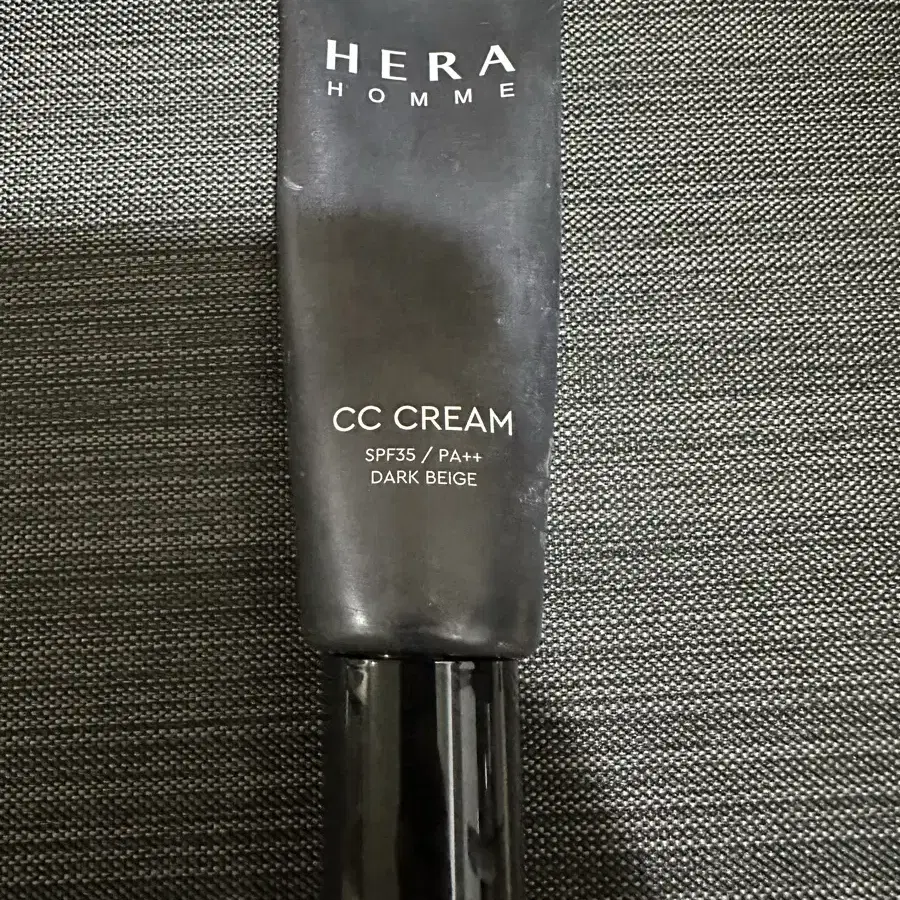 HERA
HOMME
CC CREAM
SPF35 / PA++
DARK BEIGE